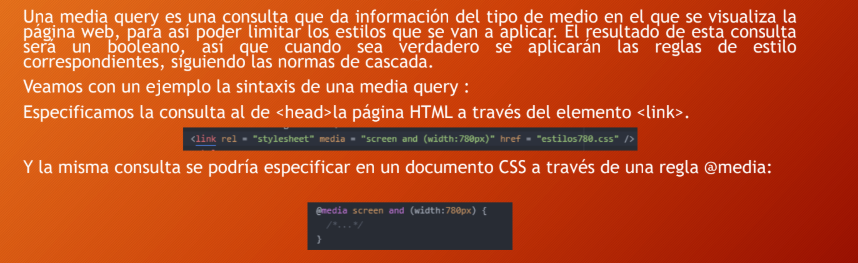 Una media query es una consulta que da información del tipo de medio en el que se visualiza la
página web, para así poder limitar los estilos que se van a aplicar. El resultado de esta consulta
será un booleano, así que cuando sea verdadero se aplicarán las reglas de estilo
correspondientes, siguiendo las normas de cascada.
Veamos con un ejemplo la sintaxis de una media query :
Especificamos la consulta al de <head>la página HTML a través del elemento <link>.
<link rel = "stylesheet" media = "screen and (width:780px)" href = "estilos780.css" />
Y la misma consulta se podría especificar en un documento CSS a través de una regla @media:
@media screen and (width:780px) {
/*...*/
}